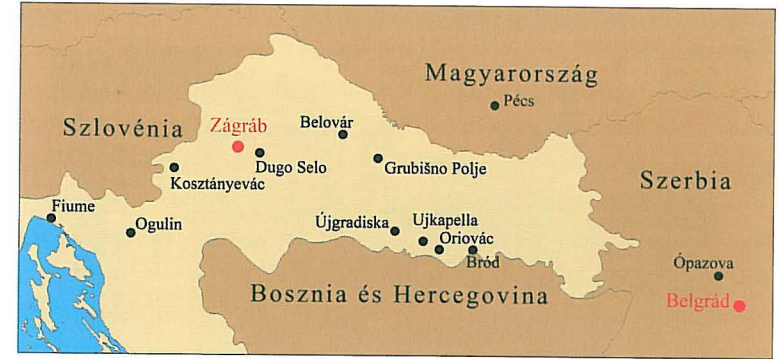 Magyarország
Pécs
Szlovénia
Zágráb
Belovár
Dugo Selo
Grubišno Polje
Kosztányevác
Szerbia
Fiume
Ogulin
Újgradiska
Ujkapella
Oriovác
Bród
Ópazova
Bosznia és Hercegovina
Belgrád